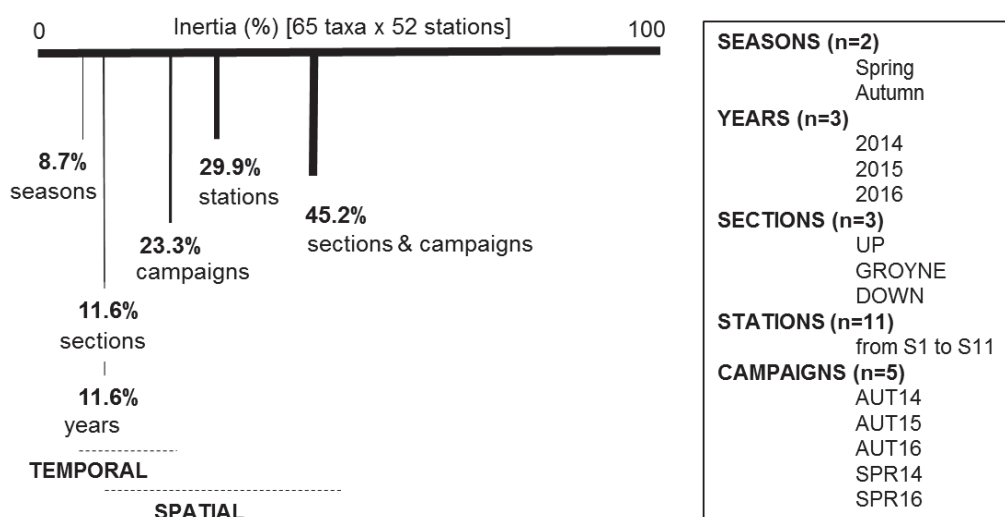 0 Inertia (%) [65 taxa x 52 stations] 100
8.7%
seasons
29.9%
stations
23.3%
campaigns
45.2%
sections & campaigns
11.6%
sections
11.6%
years
TEMPORAL
SPATIAL
SEASONS (n=2)
Spring
Autumn
YEARS (n=3)
2014
2015
2016
SECTIONS (n=3)
UP
GROYNE
DOWN
STATIONS (n=11)
from S1 to S11
CAMPAIGNS (n=5)
AUT14
AUT15
AUT16
SPR14
SPR16